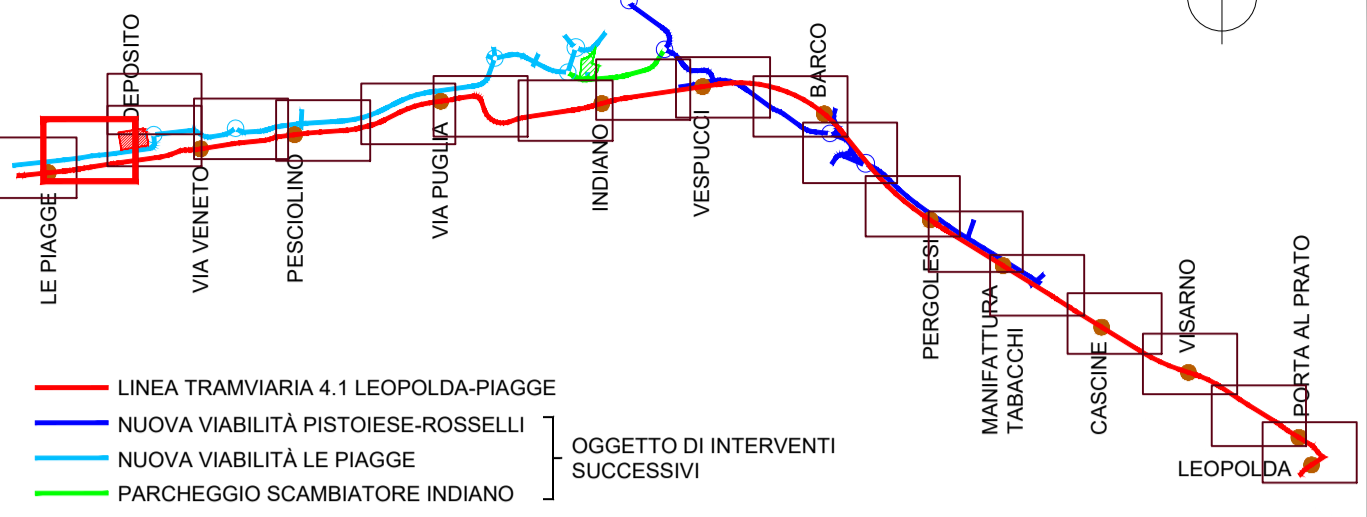 DEPOSITO
LE PIAGGE
VIA VENETO
PESCIOLINO
VIA PUGLIA
INDIANO
VESPUCCI
BARCO
PERGOLESI
MANIFATTURA
TABACCHI
CASCINE
VISARNO
PORTA AL PRATO
LEOPOLDA
LINEA TRAMVIARIA 4.1 LEOPOLDA-PIAGGE
NUOVA VIABILITÀ PISTOIESE-ROSSELLI
NUOVA VIABILITÀ LE PIAGGE
PARCHEGGIO SCAMBIATORE INDIANO
OGGETTO DI INTERVENTI
SUCCESSIVI